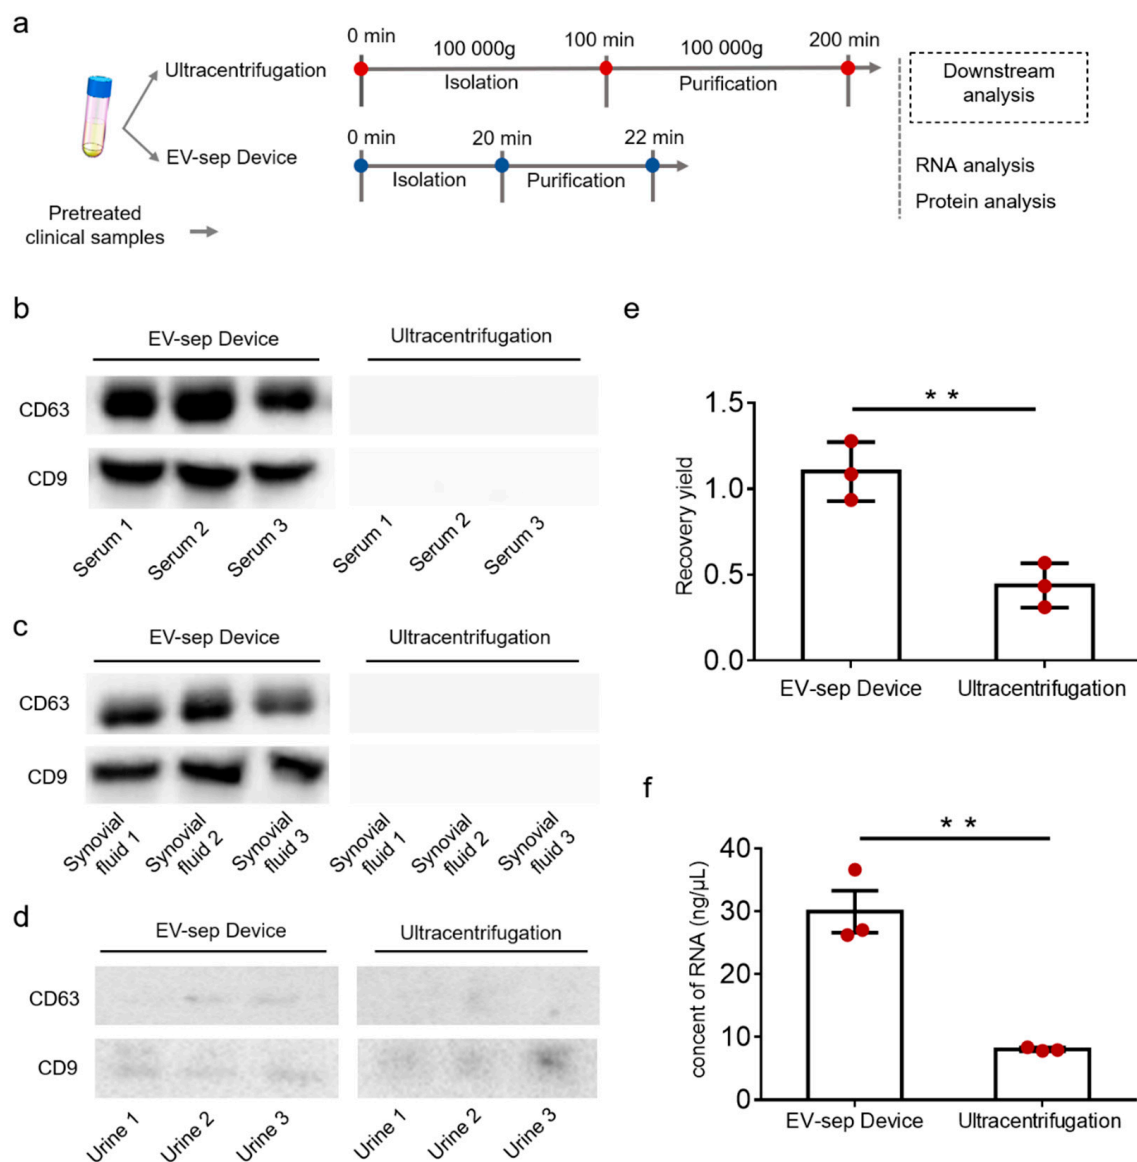 a
Ultracentrifugation
EV-sep Device
Pretreated
clinical samples
0 min
100 000g
100 min
100 000g
200 min
Isolation
Purification
0 min
20 min
22 min
Isolation
Purification
Downstream
analysis
RNA analysis
Protein analysis
b
EV-sep Device
Ultracentrifugation
CD63
CD9
Serum 1
Serum 2
Serum 3
Serum 1
Serum 2
Serum 3
c
EV-sep Device
Ultracentrifugation
CD63
CD9
Synovial
fluid 1
Synovial
fluid 2
Synovial
fluid 3
Synovial
fluid 1
Synovial
fluid 2
Synovial
fluid 3
d
EV-sep Device
Ultracentrifugation
CD63
CD9
Urine 1
Urine 2
Urine 3
Urine 1
Urine 2
Urine 3
e
Recovery yield
1.5
1.0
0.5
0.0
* *
EV-sep Device
Ultracentrifugation
f
concent of RNA (ng/μL)
40
30
20
10
0
* *
EV-sep Device
Ultracentrifugation